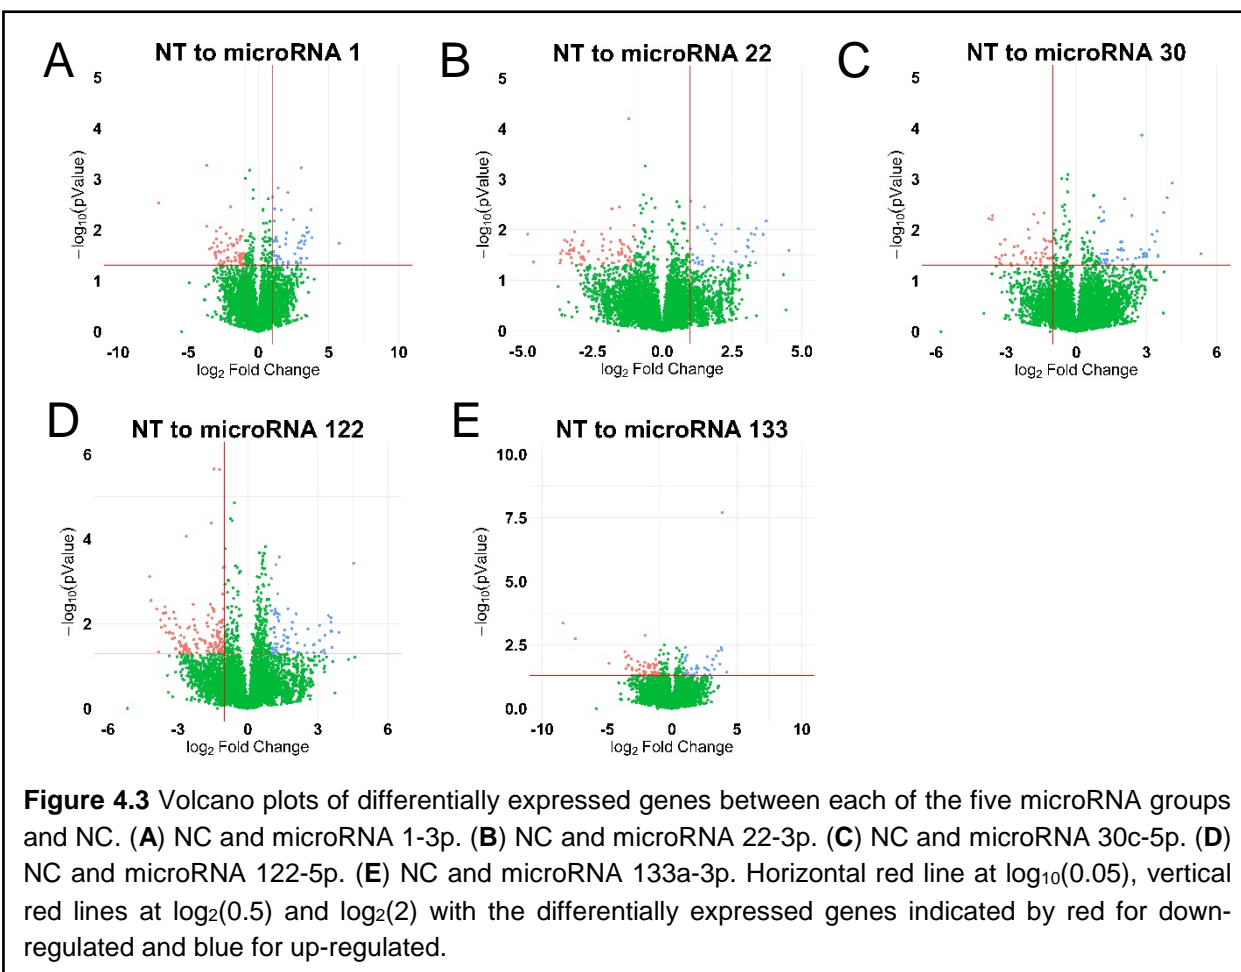 A
NT to microRNA 1
5
4
3
2
1
0
−log10(pValue)
-10 -5 0 5 10
log2 Fold Change
B
NT to microRNA 22
5
4
3
2
1
0
−log10(pValue)
-5.0 -2.5 0.0 2.5 5.0
log2 Fold Change
C
NT to microRNA 30
5
4
3
2
1
0
−log10(pValue)
-6 -3 0 3 6
log2 Fold Change
D
NT to microRNA 122
6
4
2
0
−log10(pValue)
-6 -3 0 3 6
log2 Fold Change
E
NT to microRNA 133
10.0
7.5
5.0
2.5
0.0
−log10(pValue)
-10 -5 0 5 10
log2 Fold Change
Figure 4.3 Volcano plots of differentially expressed genes between each of the five microRNA groups
and NC. (A) NC and microRNA 1-3p. (B) NC and microRNA 22-3p. (C) NC and microRNA 30c-5p. (D)
NC and microRNA 122-5p. (E) NC and microRNA 133a-3p. Horizontal red line at log10(0.05), vertical
red lines at log2(0.5) and log2(2) with the differentially expressed genes indicated by red for down-
regulated and blue for up-regulated.